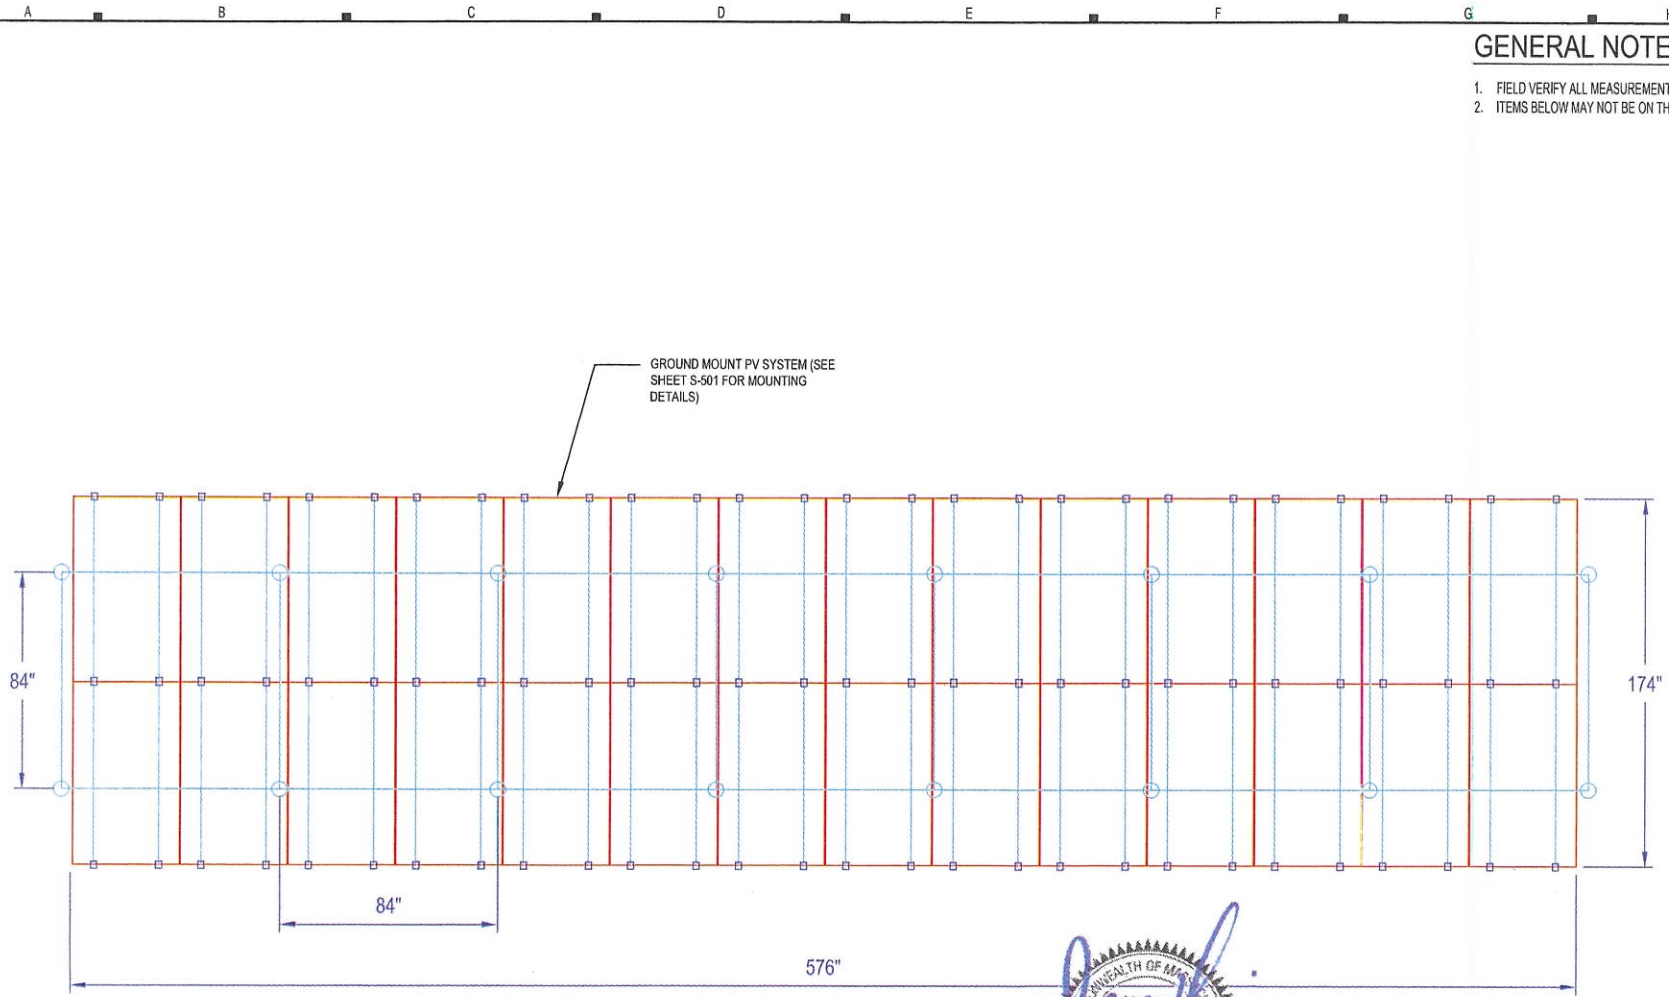 A B C D E F G
GENERAL NOTE
1. FIELD VERIFY ALL MEASUREMENT
2. ITEMS BELOW MAY NOT BE ON TH
GROUND MOUNT PV SYSTEM (SEE
SHEET S-501 FOR MOUNTING
DETAILS)
84"
174"
84"
576"
OF